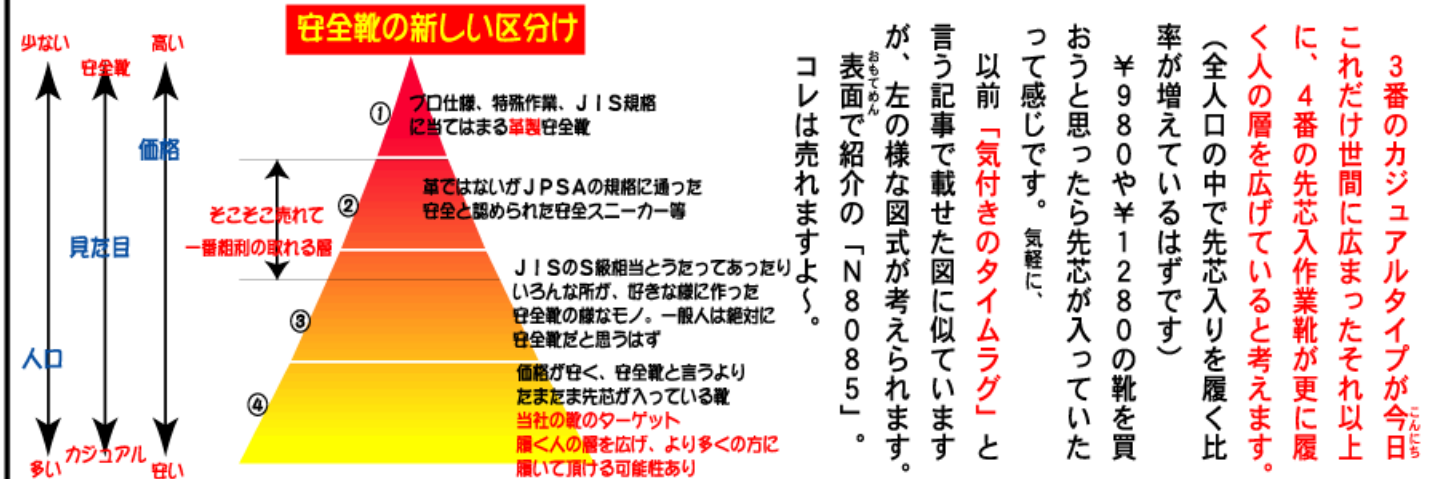 安全靴の新しい区分け
少ない
安全靴
高い
価格
見た目
人口
多い
カジュアル
安い
そこそこ売れて
一番粗利の取れる層
①
プロ仕様、特殊作業、JIS規格
に当てはまる革製安全靴
②
革ではないがJPSAの規格に通った
安全と認められた安全スニーカー等
③
JISのS級相当とうたってあったり
いろんな所が、好きな様に作った
安全靴の様なモノ。一般人は絶対に
安全靴だと思うはず
④
価格が安く、安全靴と言うより
たまたま先芯が入っている靴
当社の靴のターゲット
履く人の層を広げ、より多くの方に
履いて頂ける可能性あり
3番のカジュアルタイプが今日
こんにち
これだけ世間に広まったそれ以上
に、4番の先芯入作業靴が更に履
く人の層を広げていると考えます。
(全人口の中で先芯入りを履く比
率が増えているはずです)
¥980や¥1280の靴を買
おうと思ったら先芯が入っていた
って感じです。気軽に、
以前「気付きのタイムラグ」と
言う記事で載せた図に似ています
が、左の様な図式が考えられます。
表面で紹介の「N8085」。
おもてめん
コレは売れますよ～。